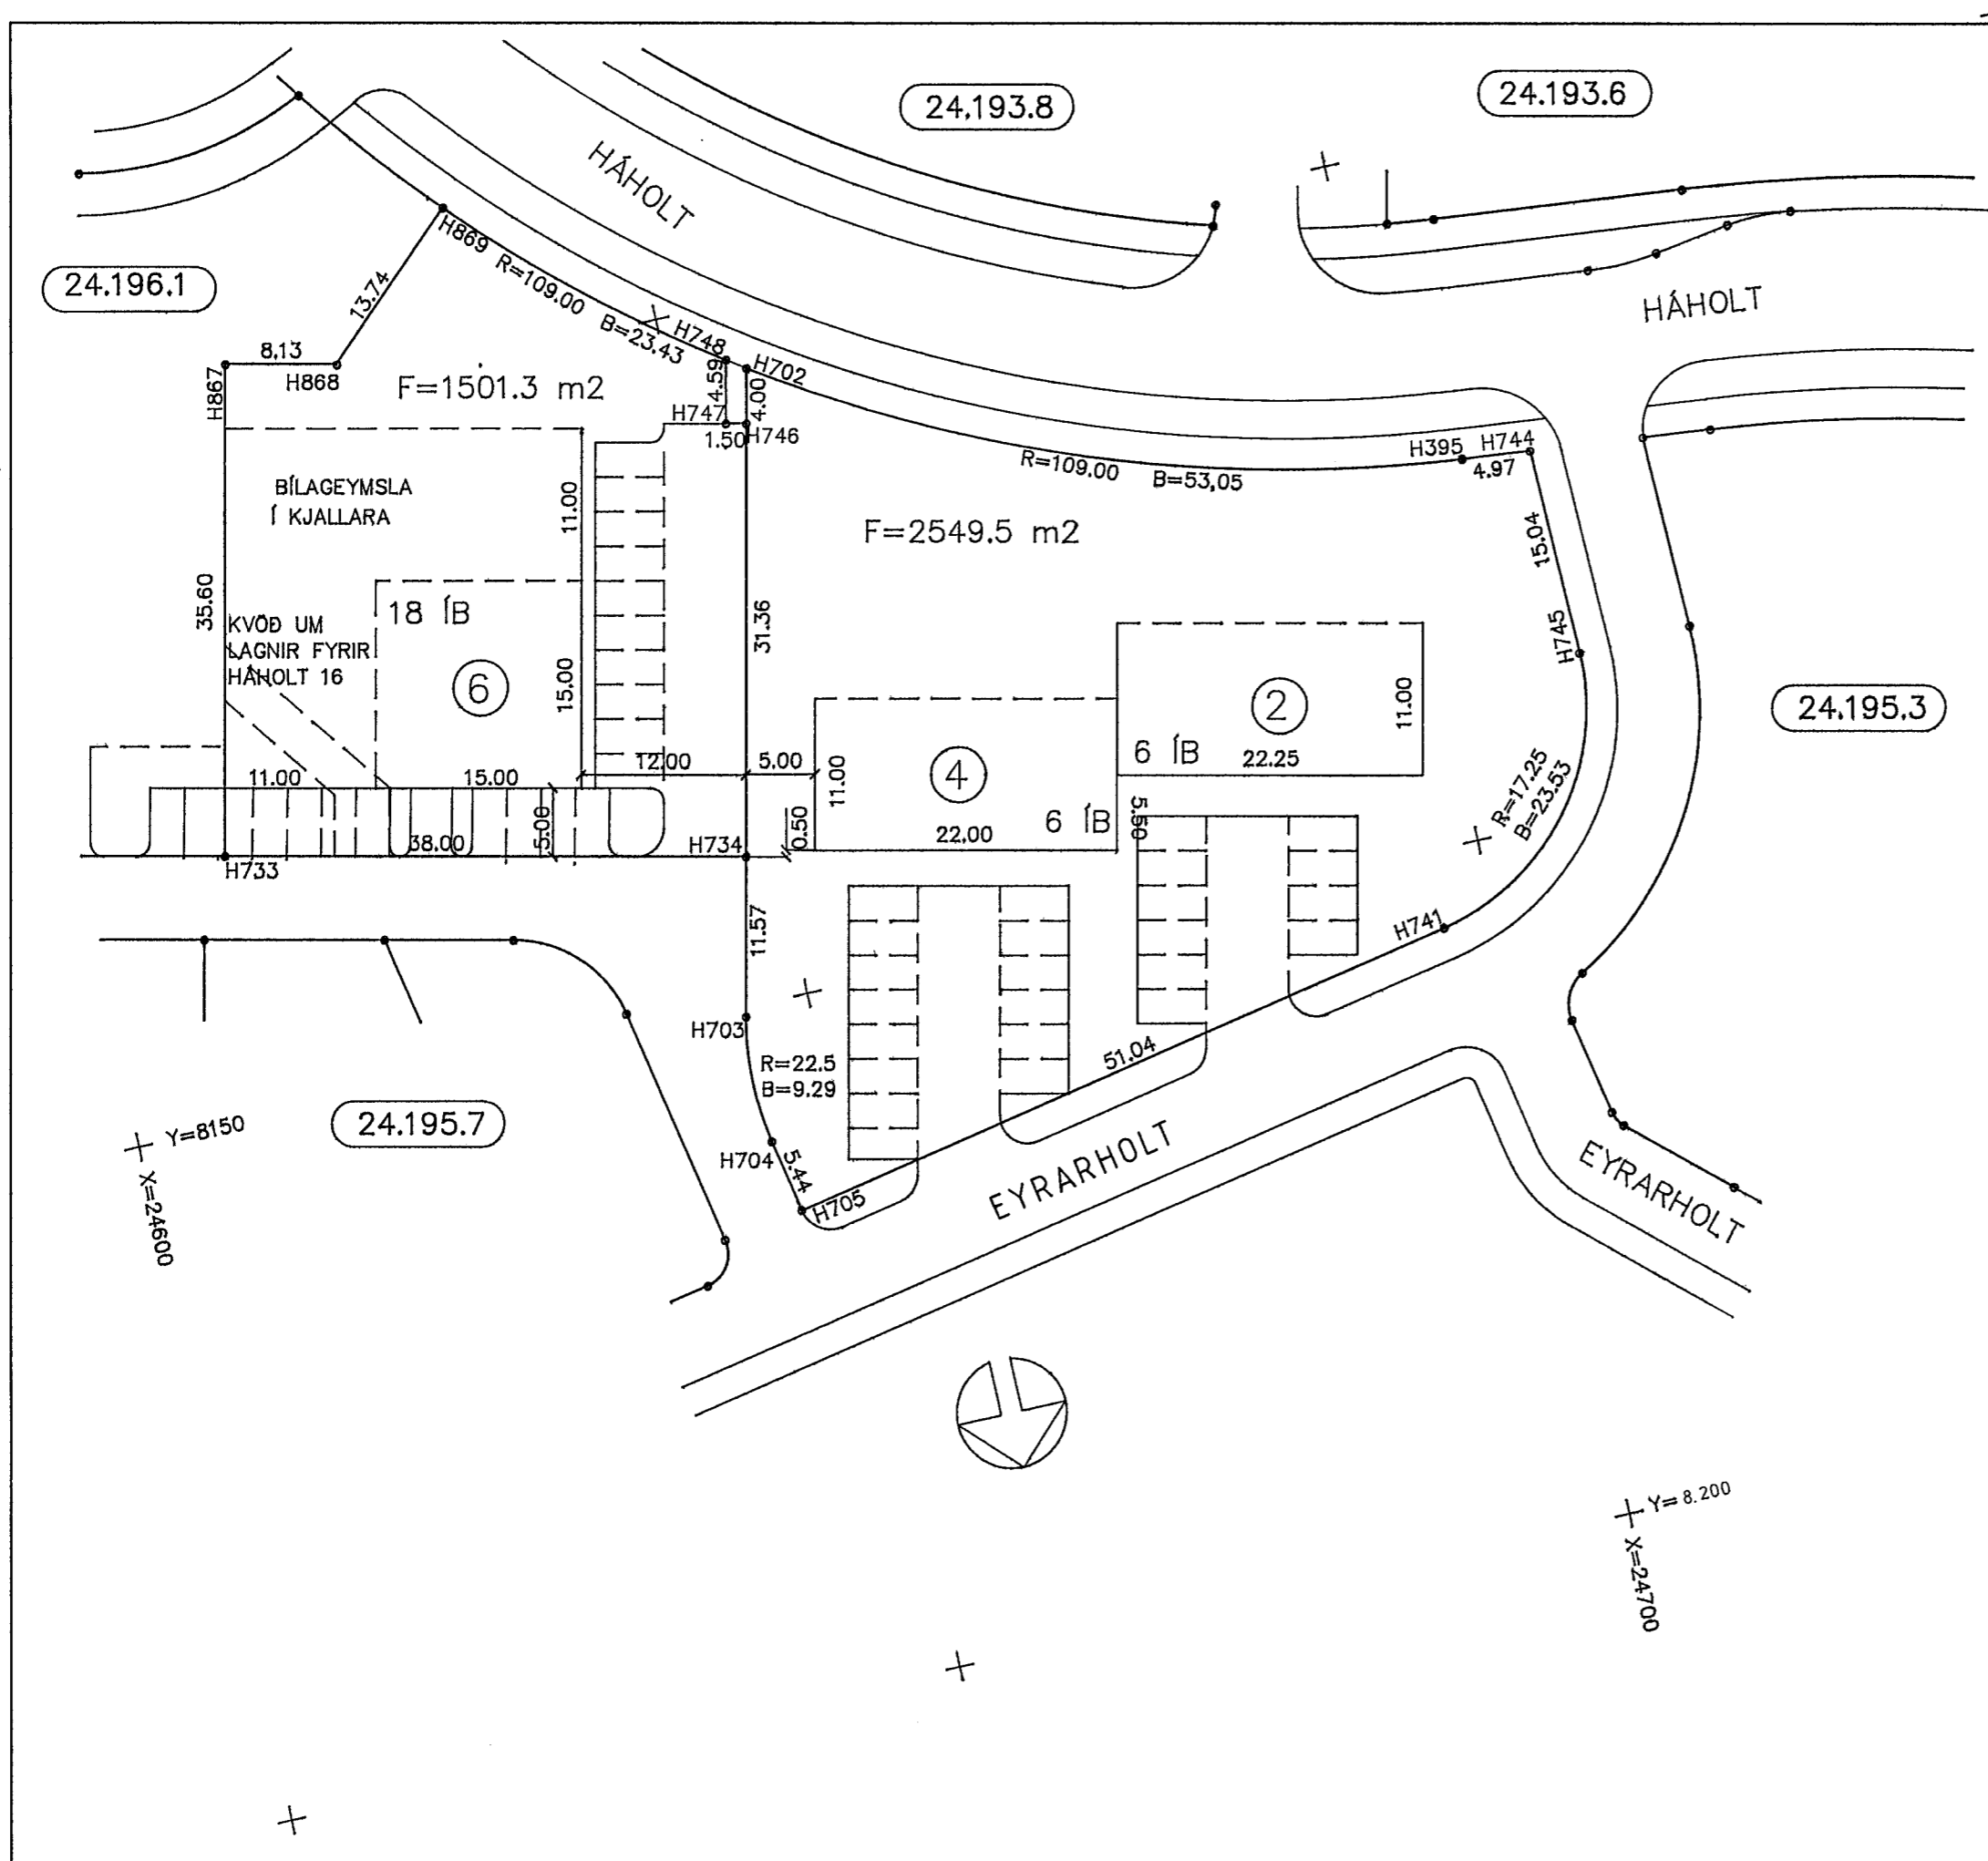 24.193.8
24.193.6
HÁHOLT
H869
R=109.00 B=23.43
24.196.1
13.74
HÁHOLT
H748
H702
8,13
H868
H867
F=1501.3 m2
4.59
4.00
H747
1.50
H746
H395
H744
4.97
R=109.00 B=53,05
BÍLAGEYMSLA
Í KJALLARA
11.00
F=2549.5 m2
15.04
35.60
18 ÍB
31.36
KVÖÐ UM
LAGNIR FYRIR
HÁHOLT 16
H745
15.00
6
2
11.00
24.195.3
6 ÍB
22.25
12.00
5.00
11.00
4
11.00
15.00
R=17.25
B=23.53
5.50
6 ÍB
38.00
5.00
H734
0.50
22.00
H733
11.57
H741
H703
51.04
R=22.5
B=9.29
24.195.7
Y=8150
X=24600
H704
5.44
H705
EYRARHOLT
EYRARHOLT
Y= 8.200
X=24700